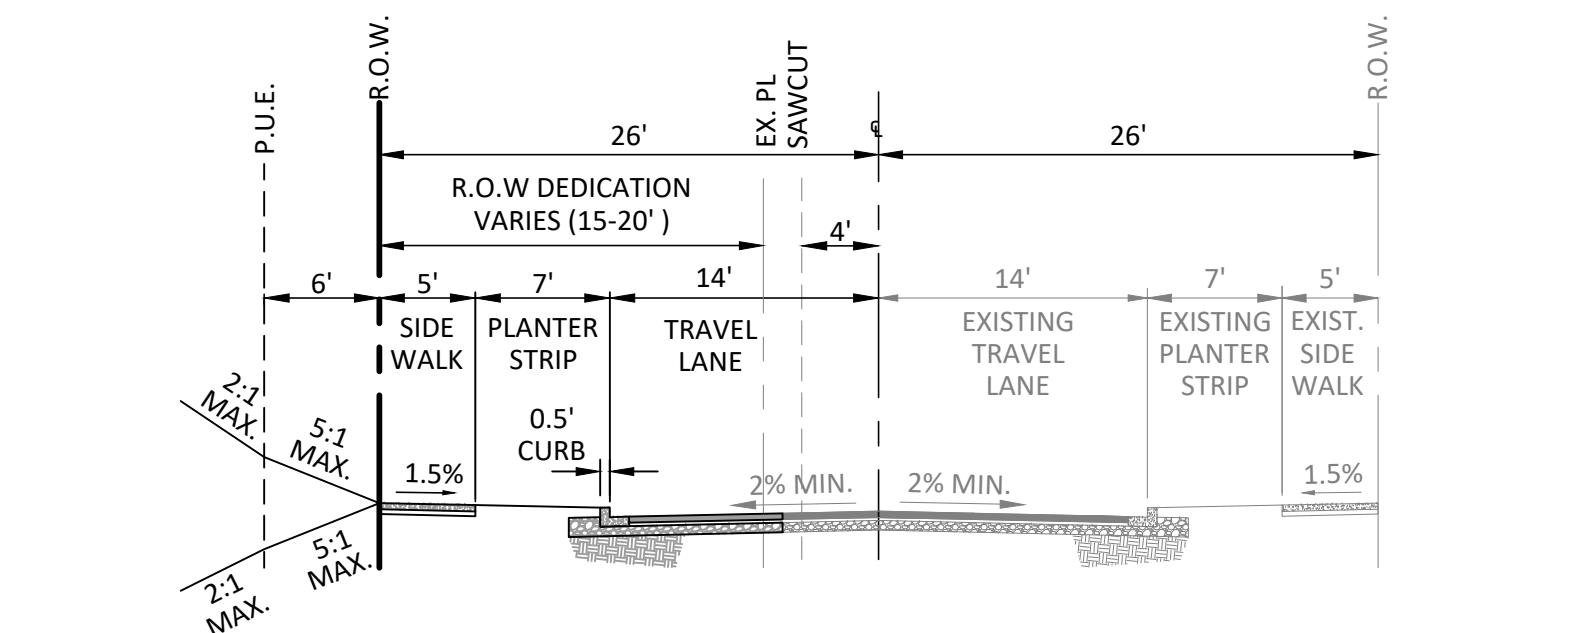 R.O.W.
R.O.W.
P.U.E.
EX. PL
SAWCUT
℄
26'
26'
R.O.W DEDICATION
VARIES (15-20' )
4'
6'
5'
7'
14'
14'
7'
5'
SIDE
WALK
PLANTER
STRIP
TRAVEL
LANE
EXISTING
TRAVEL
LANE
EXISTING
PLANTER
STRIP
EXIST.
SIDE
WALK
2:1
MAX.
5:1
MAX.
0.5'
CURB
1.5%
2% MIN.
2% MIN.
1.5%
5:1
MAX.
2:1
MAX.